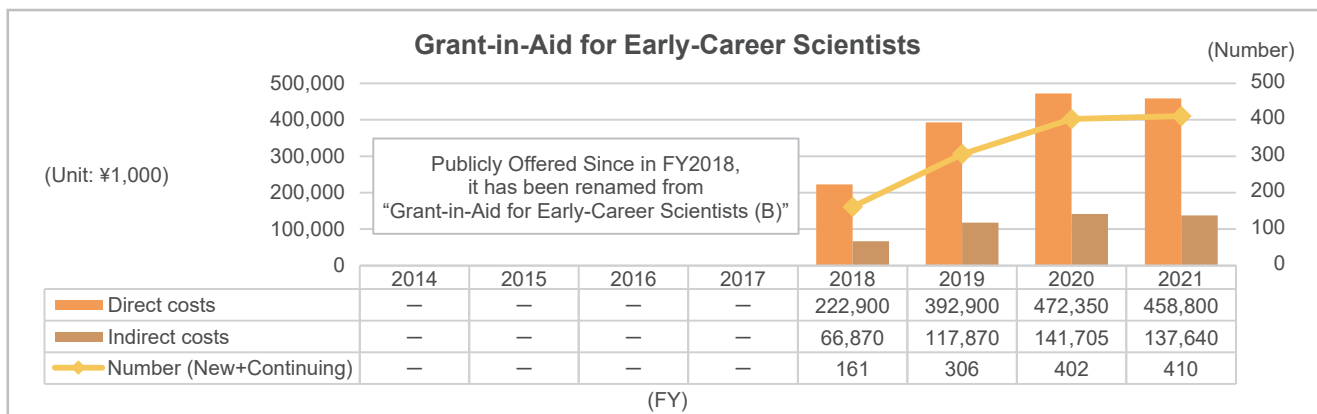 Grant-in-Aid for Early-Career Scientists
(Number)
(Unit: ¥1,000)
500,000
400,000
300,000
200,000
100,000
0
500
400
300
200
100
0
Publicly Offered Since in FY2018,
it has been renamed from
“Grant-in-Aid for Early-Career Scientists (B)”
2014 2015 2016 2017 2018 2019 2020 2021
Direct costs — — — — 222,900 392,900 472,350 458,800
Indirect costs — — — — 66,870 117,870 141,705 137,640
Number (New+Continuing) — — — — 161 306 402 410
(FY)